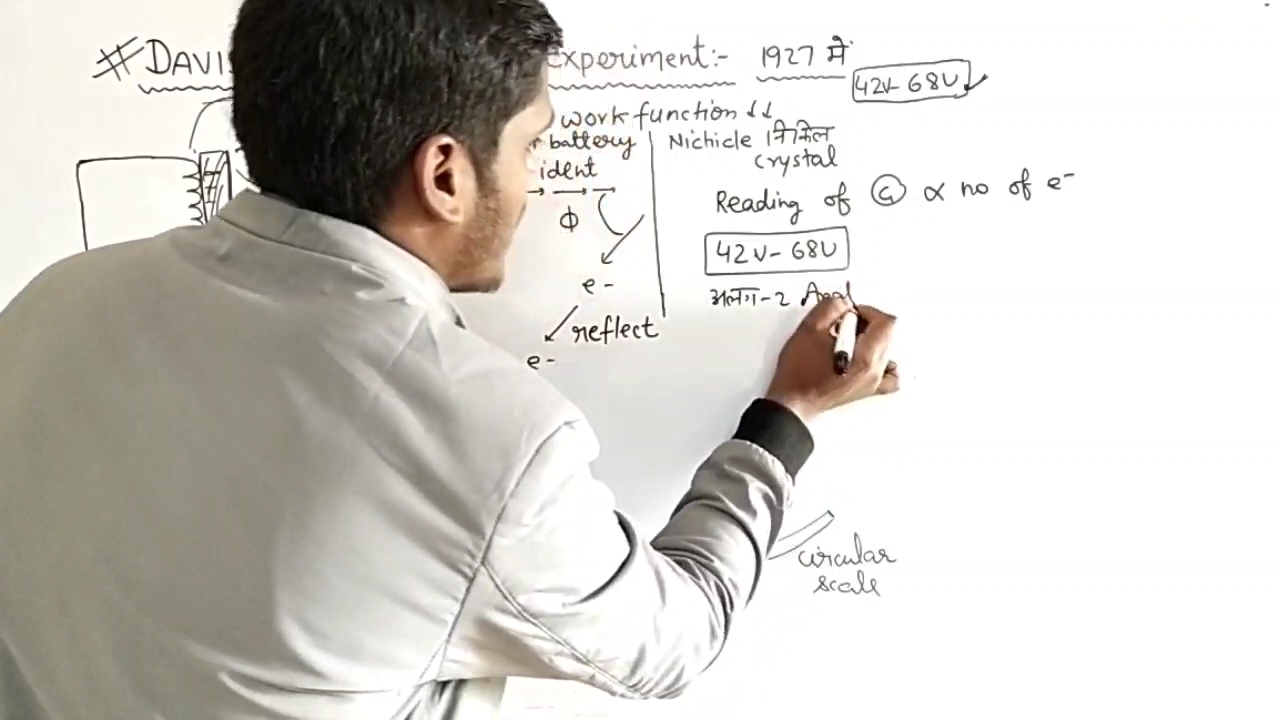 # DAVI
experiment:- 1927 में
42V- 68V
work function ↓↓
battery
ident
ϕ
e -
reflect
e -
Nichicle निकिल
crystal
Reading of G ∝ no of e-
42V- 68V
अलग-2
circular
scale